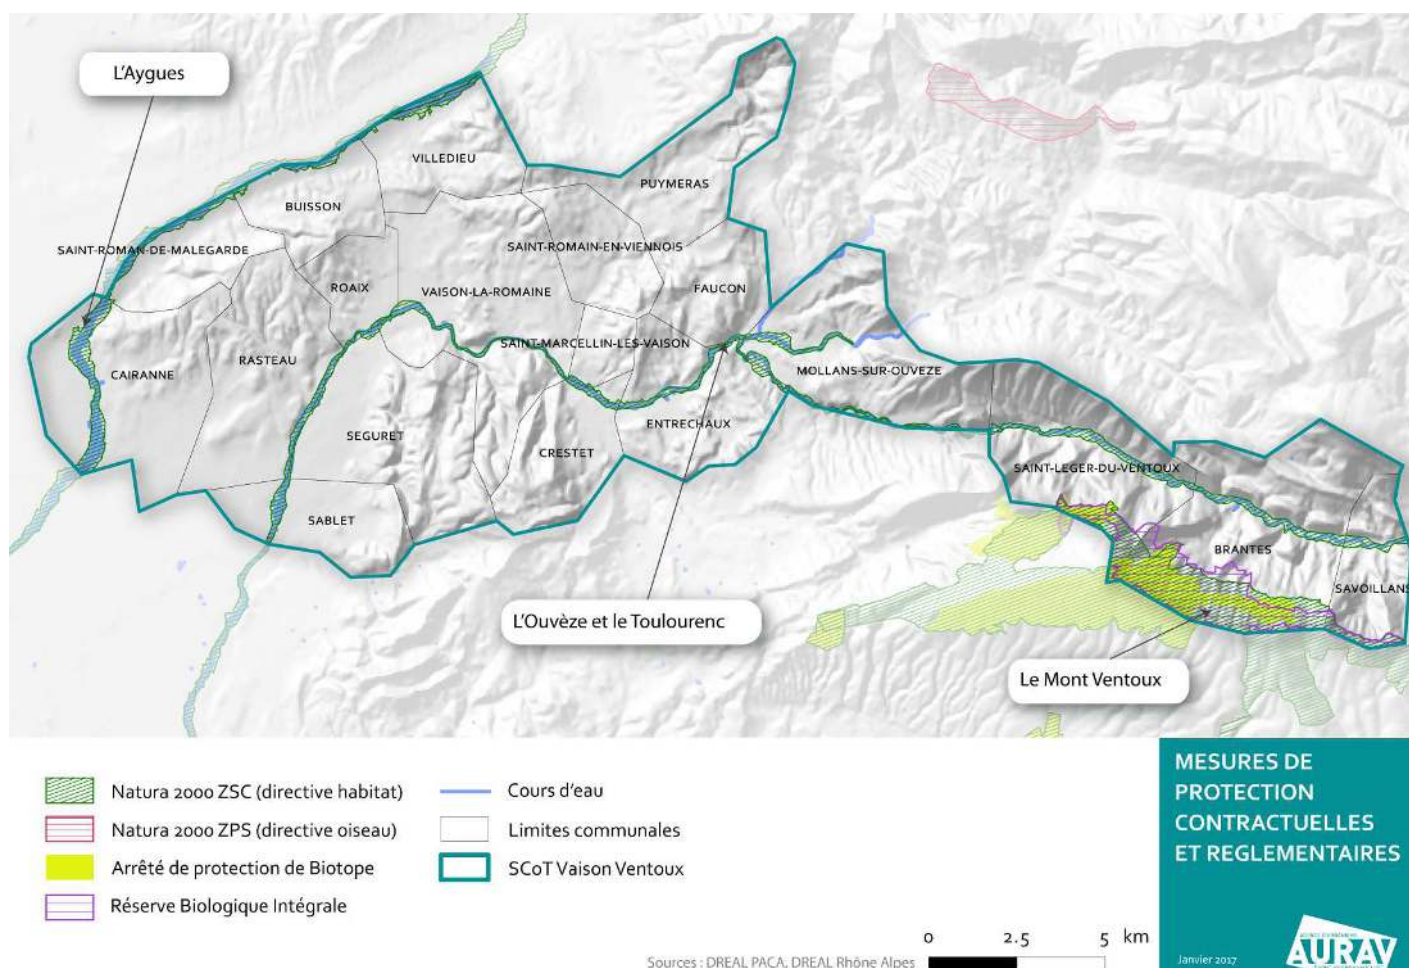 L'Aygues
VILLEDIEU
PUYMERAS
BUISSON
SAINT-ROMAN-DE-MALEGARDE
SAINT-ROMAIN-EN-VIENNOIS
ROAIX
VAISON-LA-ROMAINE
FAUCON
SAINT-MARCELLIN-LES-VAISON
RASTEAU
CAIRANNE
MOLLANS-SUR-OUVEZE
SEGURET
ENTRECHAUX
CRESTET
SAINT-LEGER-DU-VENTOUX
SABLET
BRANTES
SAVOILLANS
L'Ouvèze et le Toulourenc
Le Mont Ventoux
Natura 2000 ZSC (directive habitat)
Natura 2000 ZPS (directive oiseau)
Arrêté de protection de Biotope
Réserve Biologique Intégrale
Cours d'eau
Limites communales
SCoT Vaison Ventoux
0 2.5 5 km
Sources : DREAL PACA, DREAL Rhône Alpes
MESURES DE
PROTECTION
CONTRACTUELLES
ET REGLEMENTAIRES
Janvier 2017
AURAV